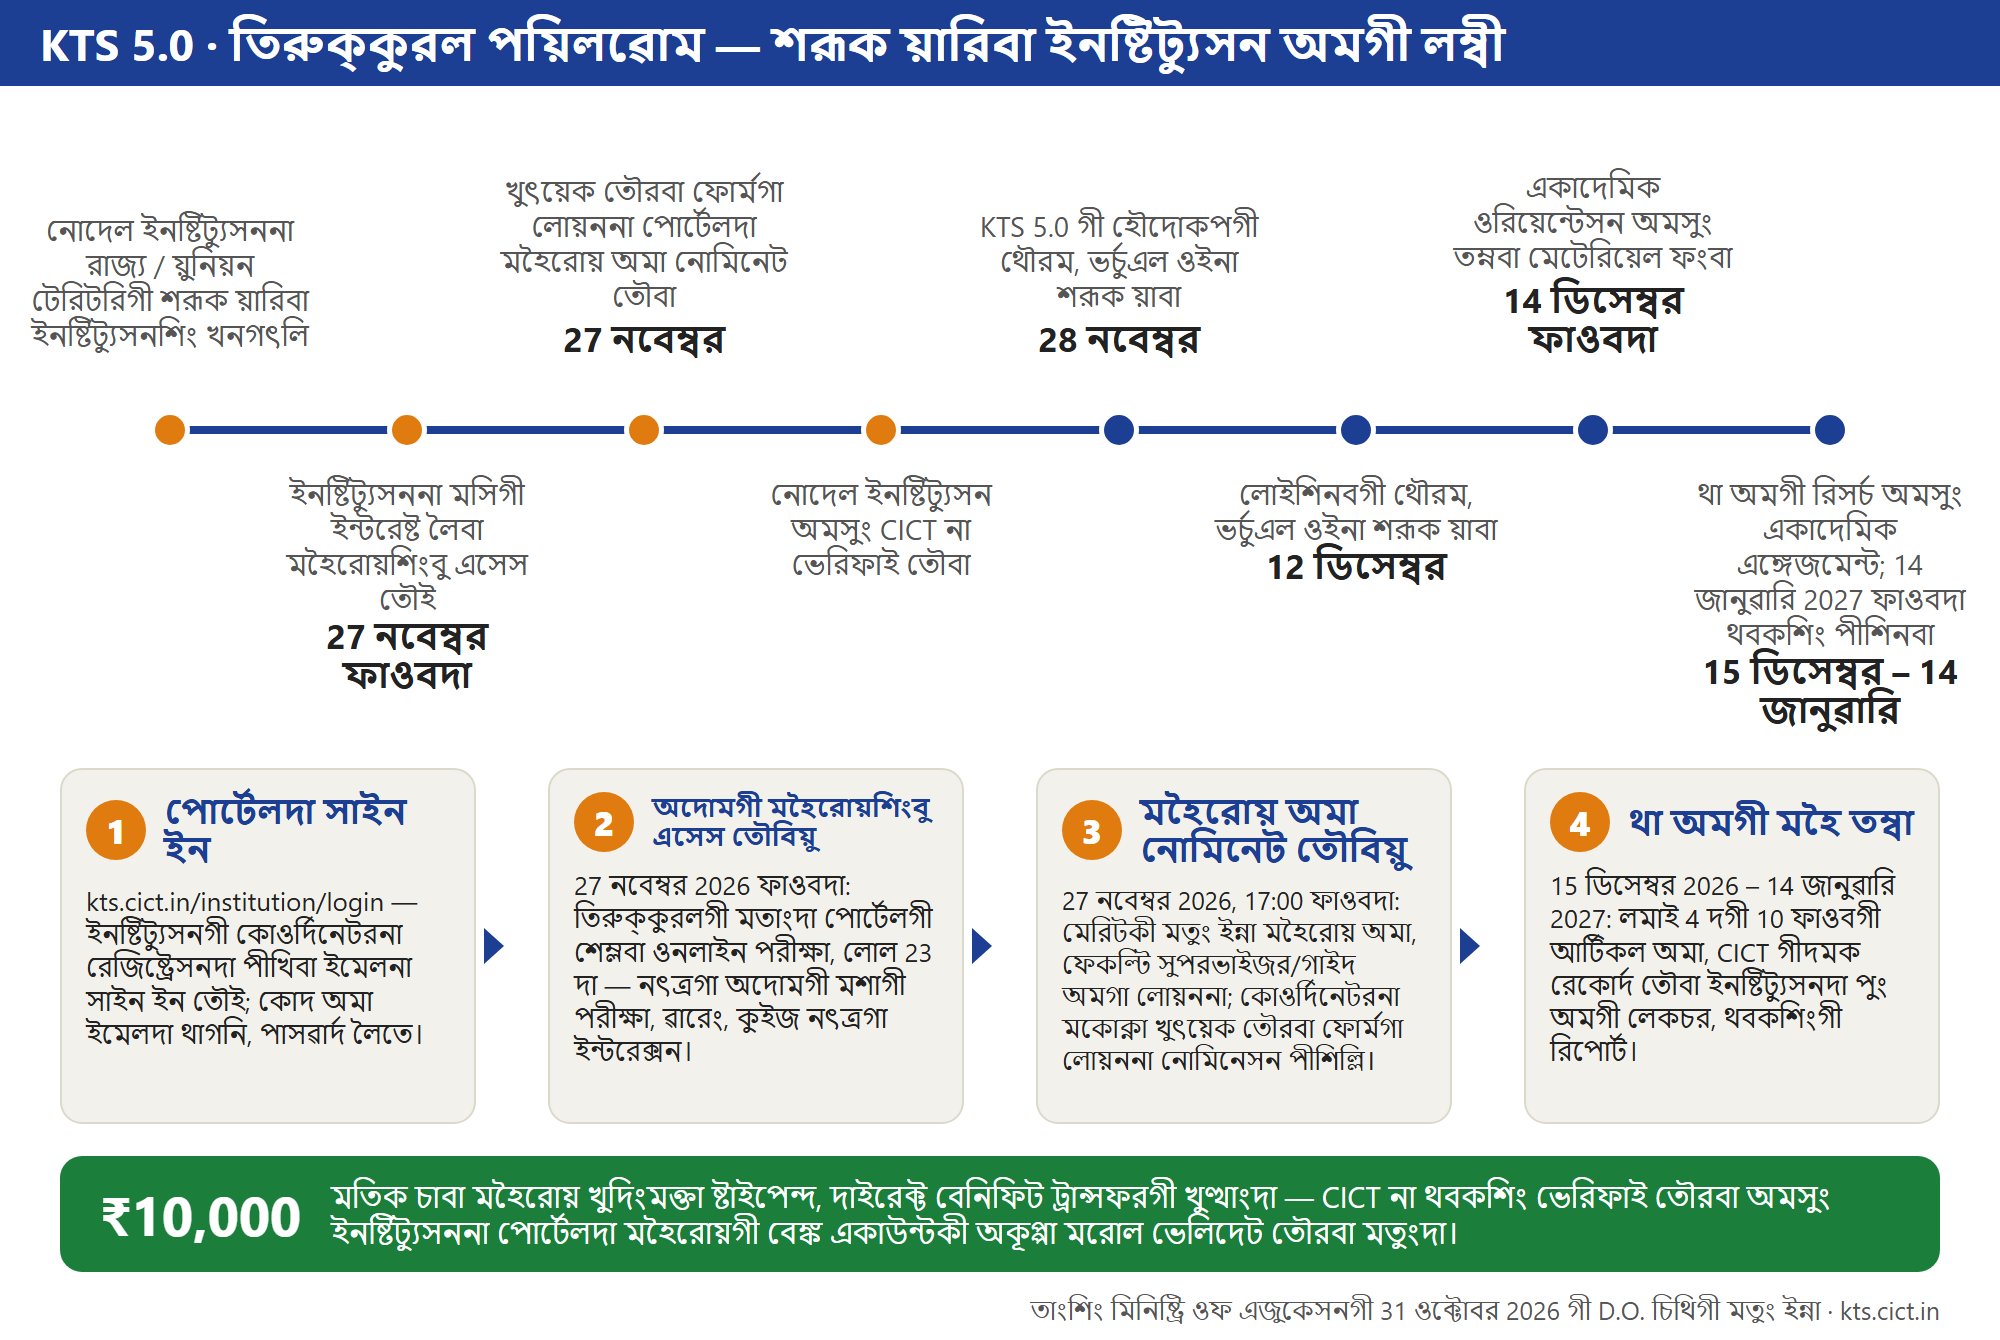 KTS 5.0 · তিরুক্কুরল পয়িলৱোম — শরূক য়ারিবা ইনষ্টিট্যুসন অমগী লম্বী
নোদেল ইনষ্টিট্যুসননা
রাজ্য / য়ুনিয়ন
টেরিটরিগী শরূক য়ারিবা
ইনষ্টিট্যুসনশিং খনগৎলি
খুৎয়েক তৌরবা ফোর্মগা
লোয়ননা পোর্টেলদা
মহৈরোয় অমা নোমিনেট
তৌবা
27 নবেম্বর
KTS 5.0 গী হৌদোকপগী
থৌরম, ভর্চুএল ওইনা
শরূক য়াবা
28 নবেম্বর
একাদেমিক
ওরিয়েন্টেসন অমসুং
তম্নবা মেটেরিয়েল ফংবা
14 ডিসেম্বর
ফাওবদা
ইনষ্টিট্যুসননা মসিগী
ইন্টরেষ্ট লৈবা
মহৈরোয়শিংবু এসেস
তৌই
27 নবেম্বর
ফাওবদা
নোদেল ইনষ্টিট্যুসন
অমসুং CICT না
ভেরিফাই তৌবা
লোইশিনবগী থৌরম,
ভর্চুএল ওইনা শরূক য়াবা
12 ডিসেম্বর
থা অমগী রিসর্চ অমসুং
একাদেমিক
এঙ্গেজমেন্ট; 14
জানুৱারি 2027 ফাওবদা
থবকশিং পীশিনবা
15 ডিসেম্বর – 14
জানুৱারি
1
পোর্টেলদা সাইন
ইন
kts.cict.in/institution/login —
ইনষ্টিট্যুসনগী কোওর্দিনেটরনা
রেজিষ্ট্রেসনদা পীখিবা ইমেলনা
সাইন ইন তৌই; কোদ অমা
ইমেলদা থাগনি, পাসৱার্দ লৈতে।
2
অদোমগী মহৈরোয়শিংবু
এসেস তৌবিয়ু
27 নবেম্বর 2026 ফাওবদা:
তিরুক্কুরলগী মতাংদা পোর্টেলগী
শেম্লবা ওনলাইন পরীক্ষা, লোল 23
দা — নৎত্রগা অদোমগী মশাগী
পরীক্ষা, ৱারেং, কুইজ নৎত্রগা
ইন্টরেক্সন।
3
মহৈরোয় অমা
নোমিনেট তৌবিয়ু
27 নবেম্বর 2026, 17:00 ফাওবদা:
মেরিটকী মতুং ইন্না মহৈরোয় অমা,
ফেকল্টি সুপরভাইজর/গাইদ
অমগা লোয়ননা; কোওর্দিনেটরনা
মকোক্না খুৎয়েক তৌরবা ফোর্মগা
লোয়ননা নোমিনেসন পীশিল্লি।
4
থা অমগী মহৈ তম্বা
15 ডিসেম্বর 2026 – 14 জানুৱারি
2027: লমাই 4 দগী 10 ফাওবগী
আর্টিকল অমা, CICT গীদমক
রেকোর্দ তৌবা ইনষ্টিট্যুসনদা পুং
অমগী লেকচর, থবকশিংগী
রিপোর্ট।
₹10,000
মতিক চাবা মহৈরোয় খুদিংমক্তা ষ্টাইপেন্দ, দাইরেক্ট বেনিফিট ট্রান্সফরগী খুত্থাংদা — CICT না থবকশিং ভেরিফাই তৌরবা অমসুং
ইনষ্টিট্যুসননা পোর্টেলদা মহৈরোয়গী বেঙ্ক একাউন্টকী অকূপ্পা মরোল ভেলিদেট তৌরবা মতুংদা।
তাংশিং মিনিষ্ট্রি ওফ এজুকেসনগী 31 ওক্টোবর 2026 গী D.O. চিথিগী মতুং ইন্না · kts.cict.in